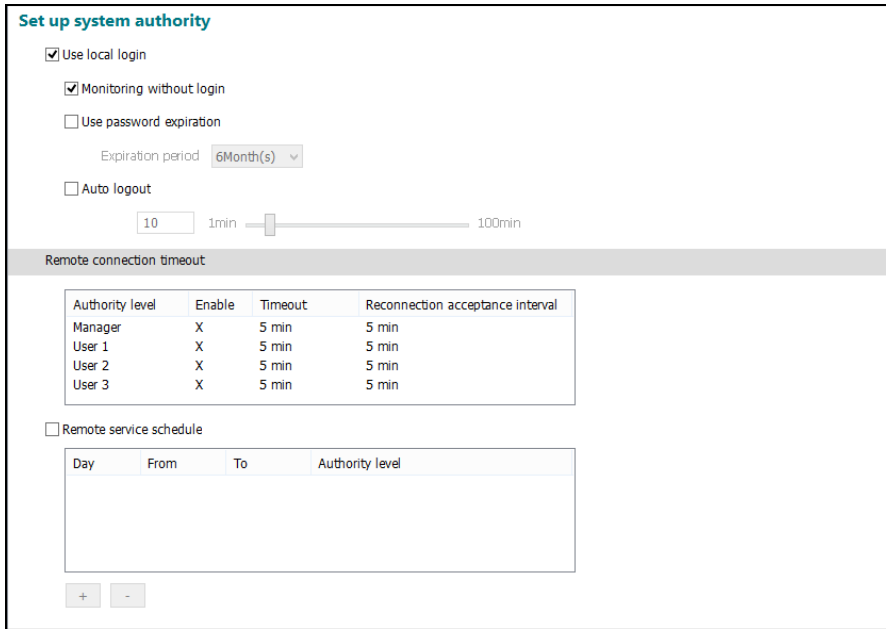 Set up system authority
Use local login
Monitoring without login
Use password expiration
Expiration period 6Month(s)
Auto logout
10 1min 100min
Remote connection timeout
Authority level Enable Timeout Reconnection acceptance interval
Manager X 5 min 5 min
User 1 X 5 min 5 min
User 2 X 5 min 5 min
User 3 X 5 min 5 min
Remote service schedule
Day From To Authority level
+ -